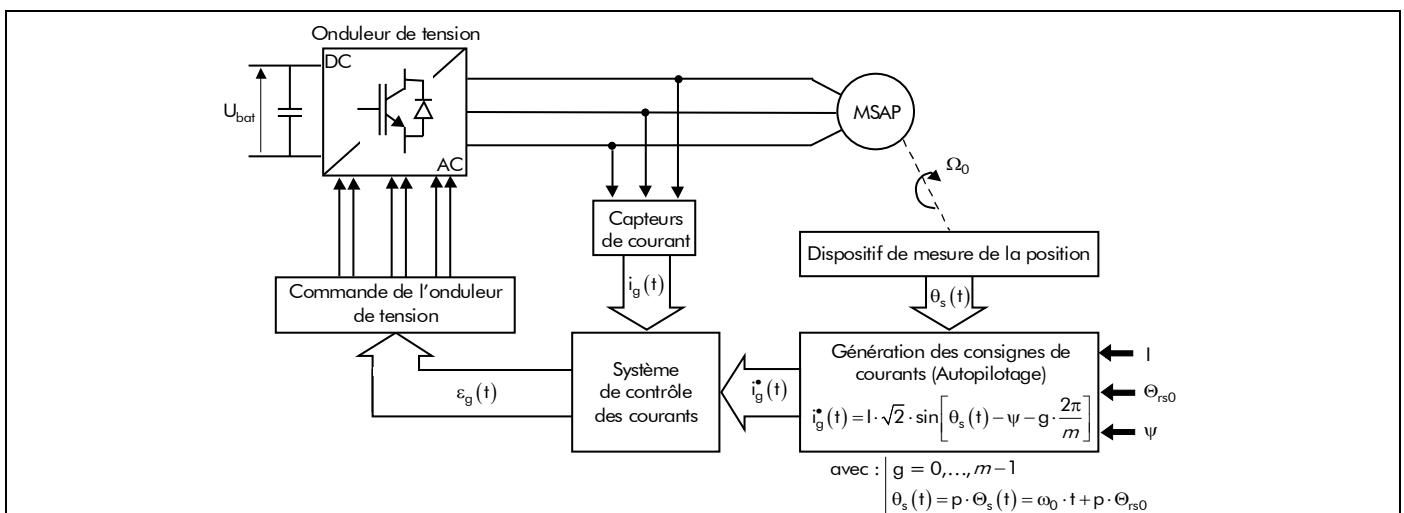 Onduleur de tension
DC
U_bat
AC
MSAP
Ω_0
Capteurs
de courant
Dispositif de mesure de la position
i_g(t)
θ_s(t)
Commande de l'onduleur
de tension
Système
de contrôle
des courants
Génération des consignes de
courants (Autopilotage)
i_g^•(t) = I·√2·sin[θ_s(t) − ψ − g·2π/m]
I
Θ_rs0
ψ
ε_g(t)
i_g^•(t)
avec : | g = 0,…,m−1
θ_s(t) = p·Θ_s(t) = ω_0·t + p·Θ_rs0